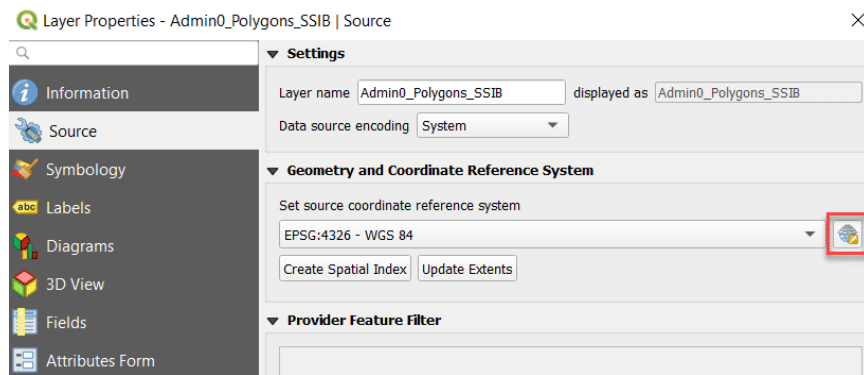 Layer Properties - Admin0_Polygons_SSIB | Source
Information
Source
Symbology
abc Labels
Diagrams
3D View
Fields
Attributes Form
Settings
Layer name Admin0_Polygons_SSIB displayed as Admin0_Polygons_SSIB
Data source encoding System
Geometry and Coordinate Reference System
Set source coordinate reference system
EPSG:4326 - WGS 84
Create Spatial Index Update Extents
Provider Feature Filter